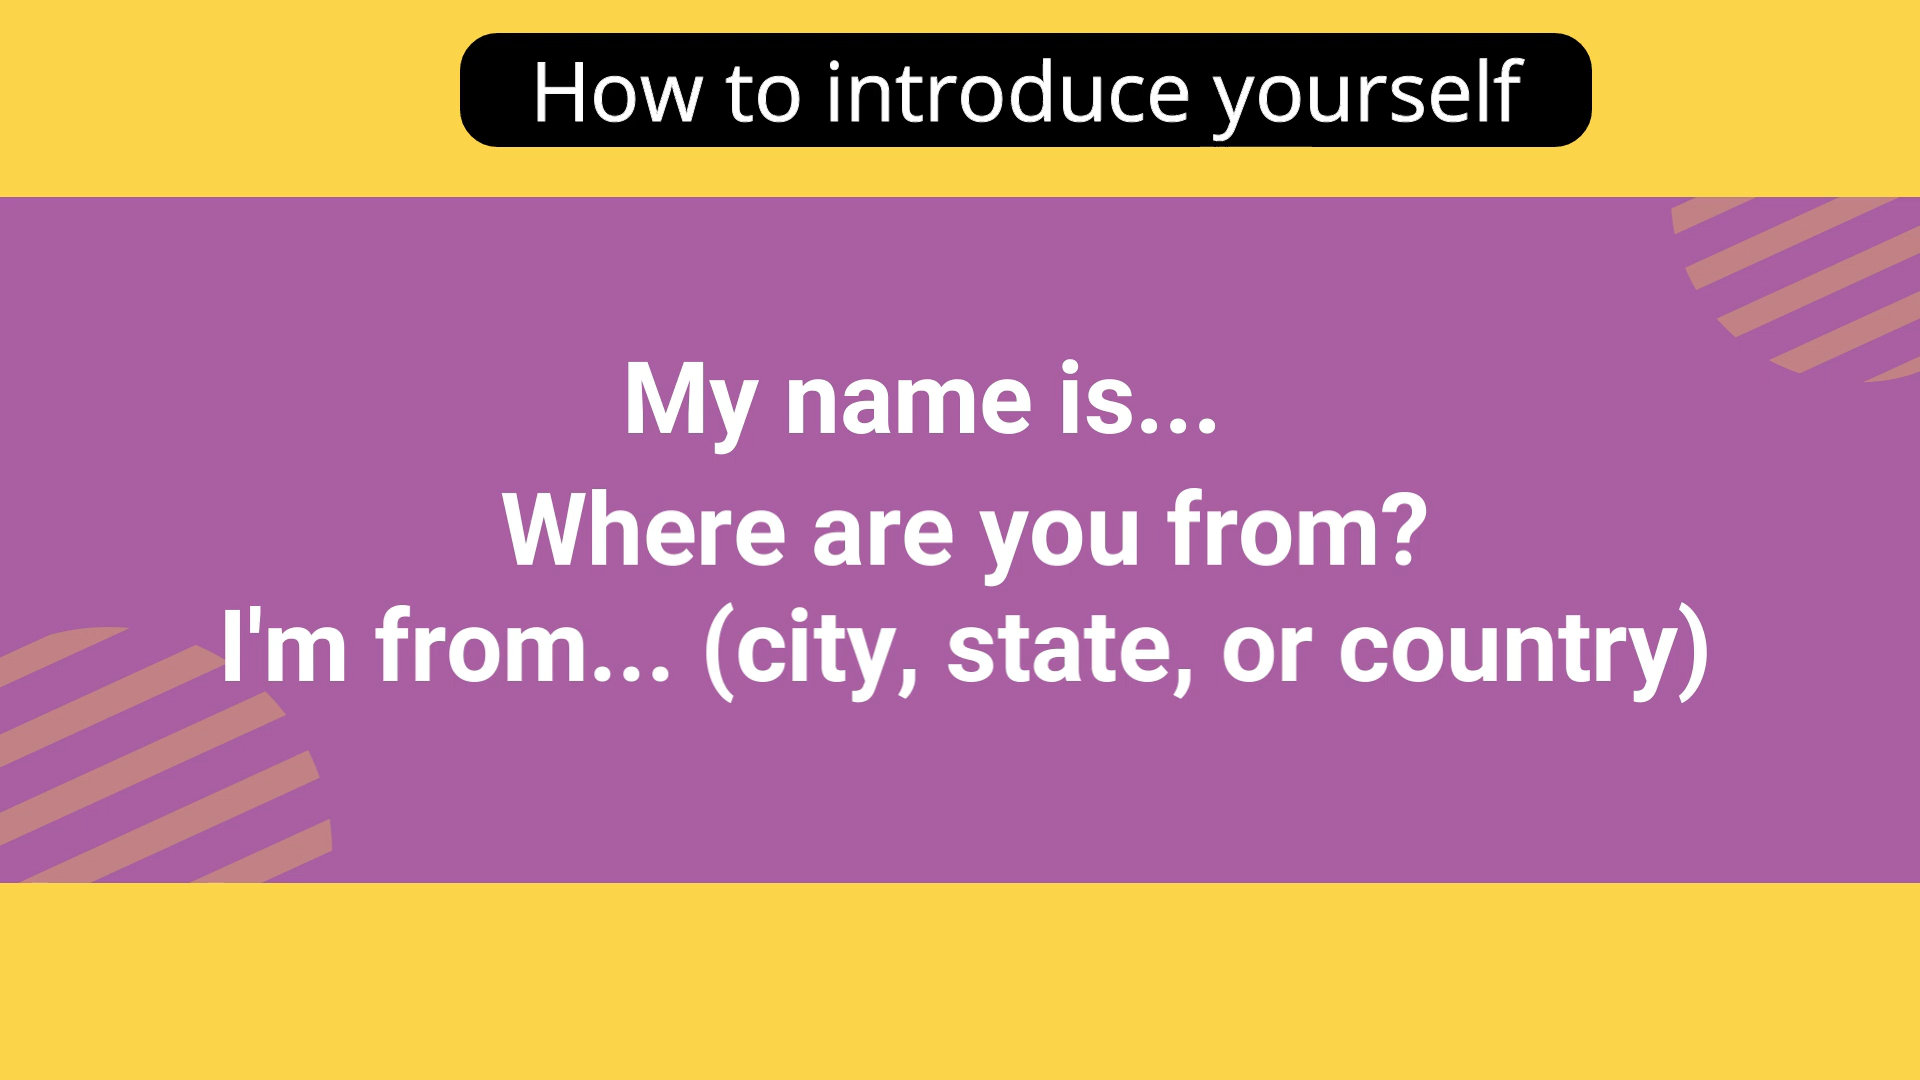 How to introduce yourself
My name is...
Where are you from?
I'm from... (city, state, or country)